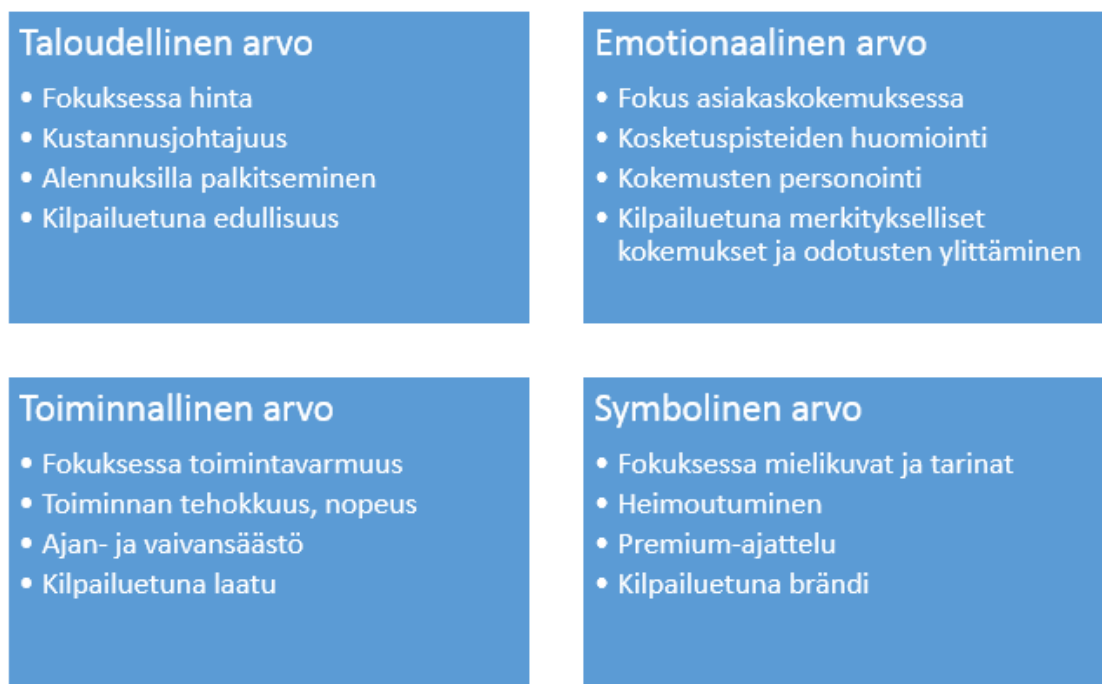 Taloudellinen arvo
• Fokuksessa hinta
• Kustannusjohtajuus
• Alennuksilla palkitseminen
• Kilpailuetuna edullisuus
Emotionaalinen arvo
• Fokus asiakaskokemuksessa
• Kosketuspisteiden huomiointi
• Kokemusten personointi
• Kilpailuetuna merkitykselliset
kokemukset ja odotusten ylittäminen
Toiminnallinen arvo
• Fokuksessa toimintavarmuus
• Toiminnan tehokkuus, nopeus
• Ajan- ja vaivansäästö
• Kilpailuetuna laatu
Symbolinen arvo
• Fokuksessa mielikuvat ja tarinat
• Heimoutuminen
• Premium-ajattelu
• Kilpailuetuna brändi